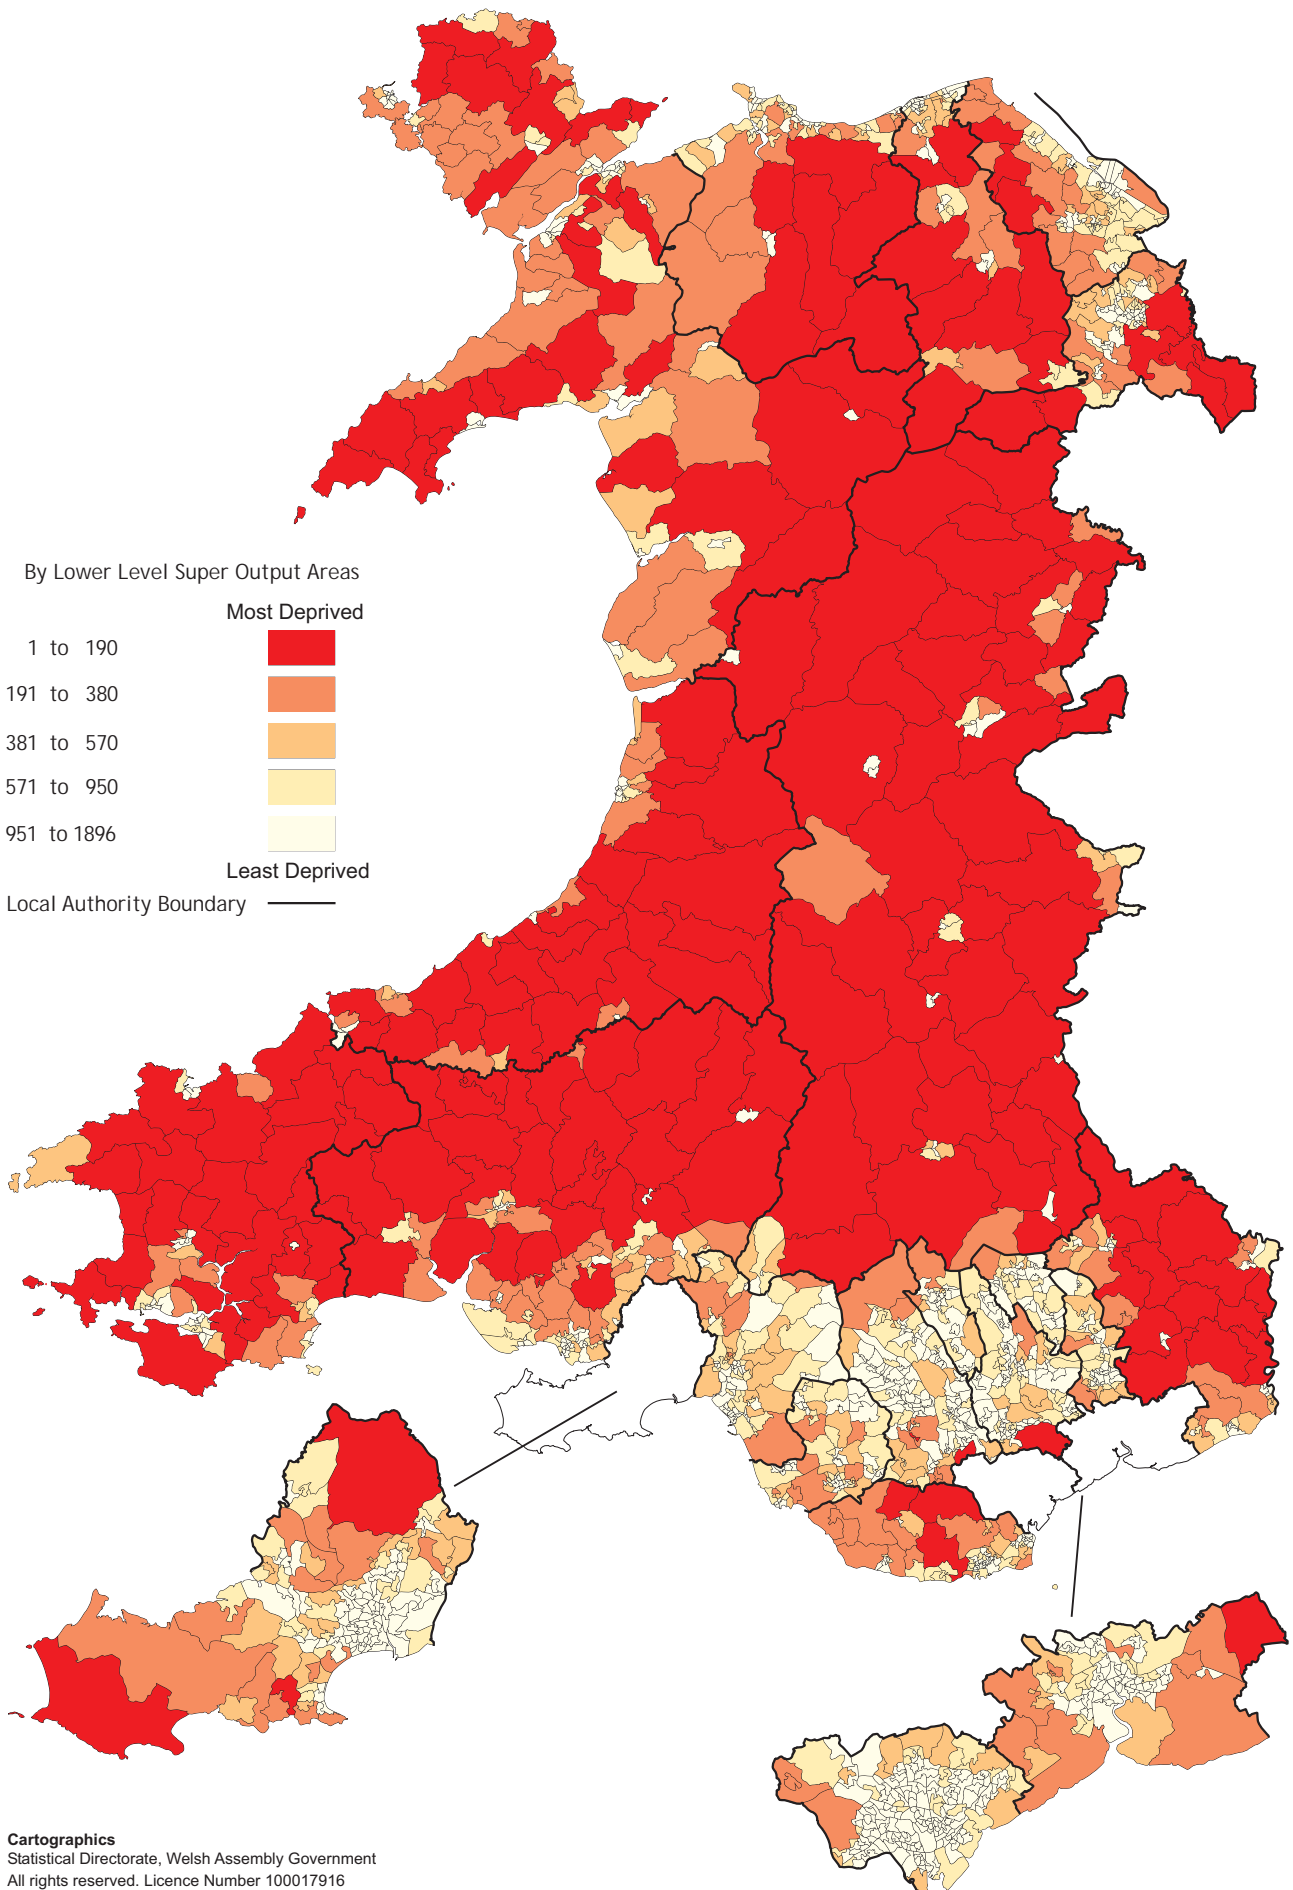 By Lower Level Super Output Areas
Most Deprived
1 to 190
191 to 380
381 to 570
571 to 950
951 to 1896
Least Deprived
Local Authority Boundary
Cartographics
Statistical Directorate, Welsh Assembly Government
All rights reserved. Licence Number 100017916